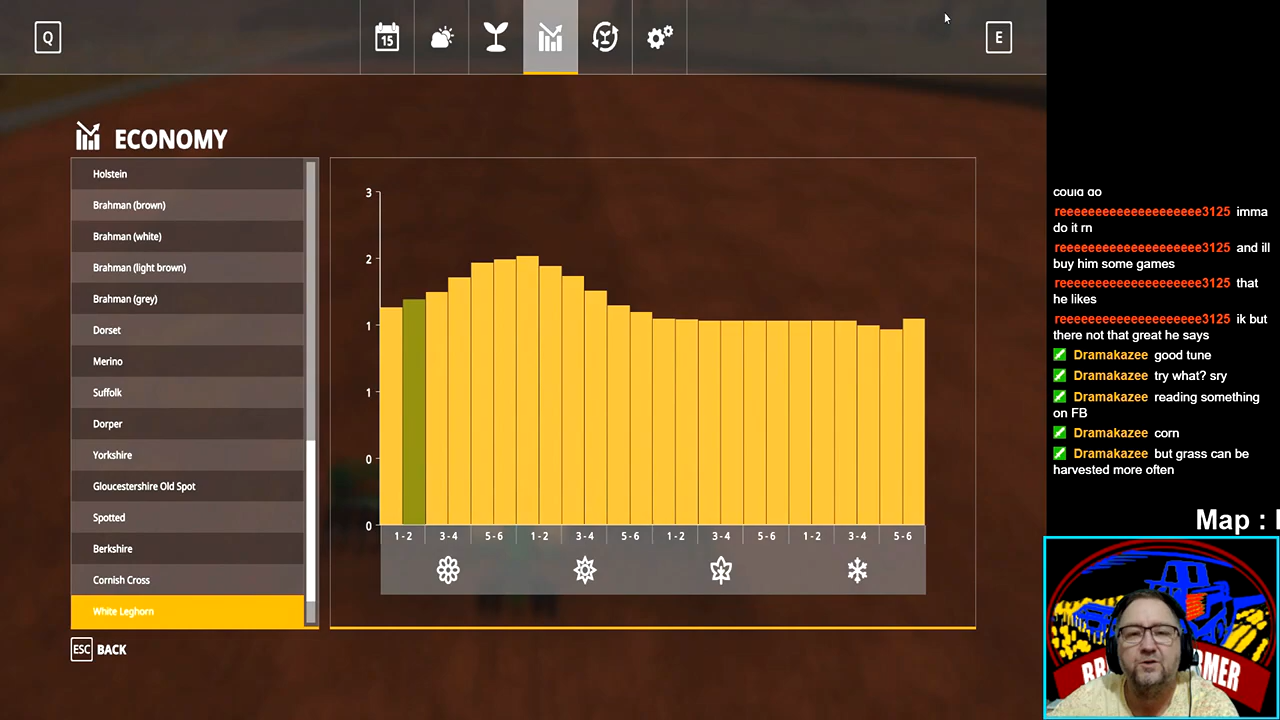 Q
15
E
ECONOMY
Holstein
Brahman (brown)
Brahman (white)
Brahman (light brown)
Brahman (grey)
Dorset
Merino
Suffolk
Dorper
Yorkshire
Gloucestershire Old Spot
Spotted
Berkshire
Cornish Cross
White Leghorn
ESC BACK
3
2
1
1
0
0
1 - 2 3 - 4 5 - 6 1 - 2 3 - 4 5 - 6 1 - 2 3 - 4 5 - 6 1 - 2 3 - 4 5 - 6
could do
reeeeeeeeeeeeeeeeeee3125 imma
do it rn
reeeeeeeeeeeeeeeeeee3125 and ill
buy him some games
reeeeeeeeeeeeeeeeeee3125 that
he likes
reeeeeeeeeeeeeeeeeee3125 ik but
there not that great he says
Dramakazee good tune
Dramakazee try what? sry
Dramakazee reading something
on FB
Dramakazee corn
Dramakazee but grass can be
harvested more often
Map :